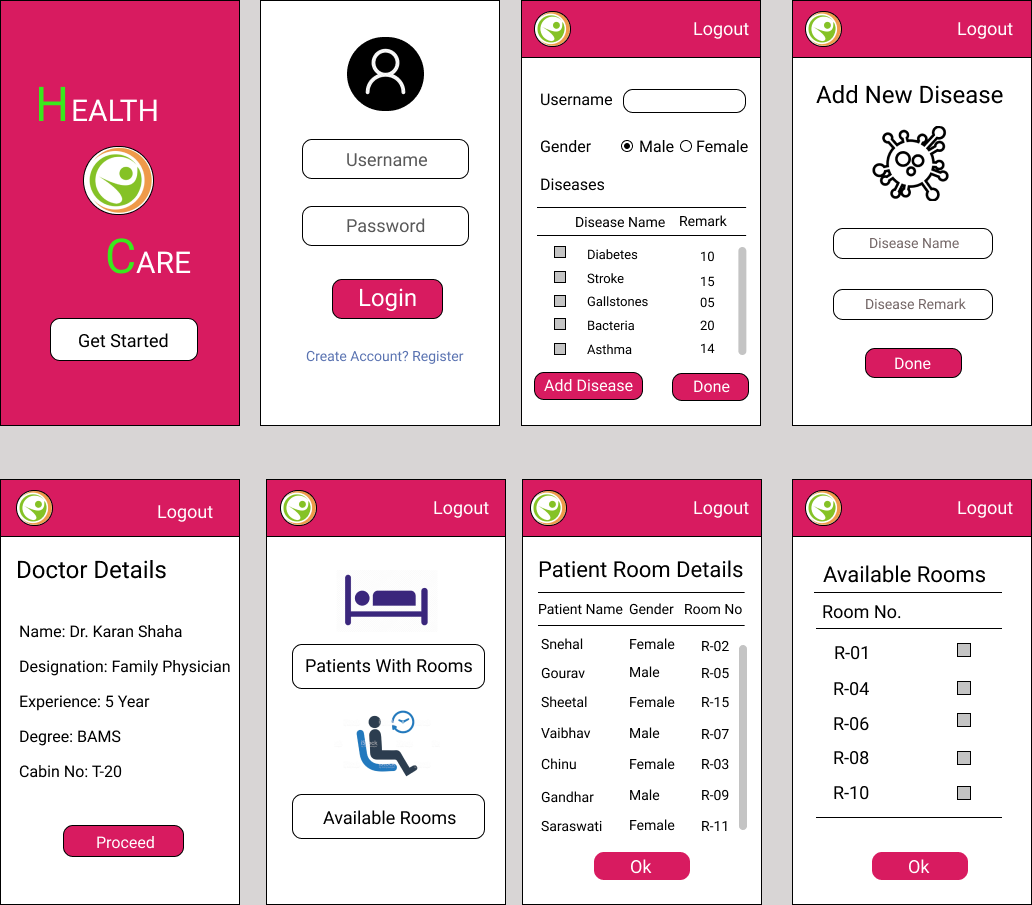 HEALTH
CARE
Get Started
Username
Password
Login
Create Account? Register
Logout
Username
Gender Male Female
Diseases
Disease Name Remark
Diabetes 10
Stroke 15
Gallstones 05
Bacteria 20
Asthma 14
Add Disease Done
Logout
Add New Disease
Disease Name
Disease Remark
Done
Logout
Doctor Details
Name: Dr. Karan Shaha
Designation: Family Physician
Experience: 5 Year
Degree: BAMS
Cabin No: T-20
Proceed
Logout
Patients With Rooms
Available Rooms
Logout
Patient Room Details
Patient Name Gender Room No
Snehal Female R-02
Gourav Male R-05
Sheetal Female R-15
Vaibhav Male R-07
Chinu Female R-03
Gandhar Male R-09
Saraswati Female R-11
Ok
Logout
Available Rooms
Room No.
R-01
R-04
R-06
R-08
R-10
Ok